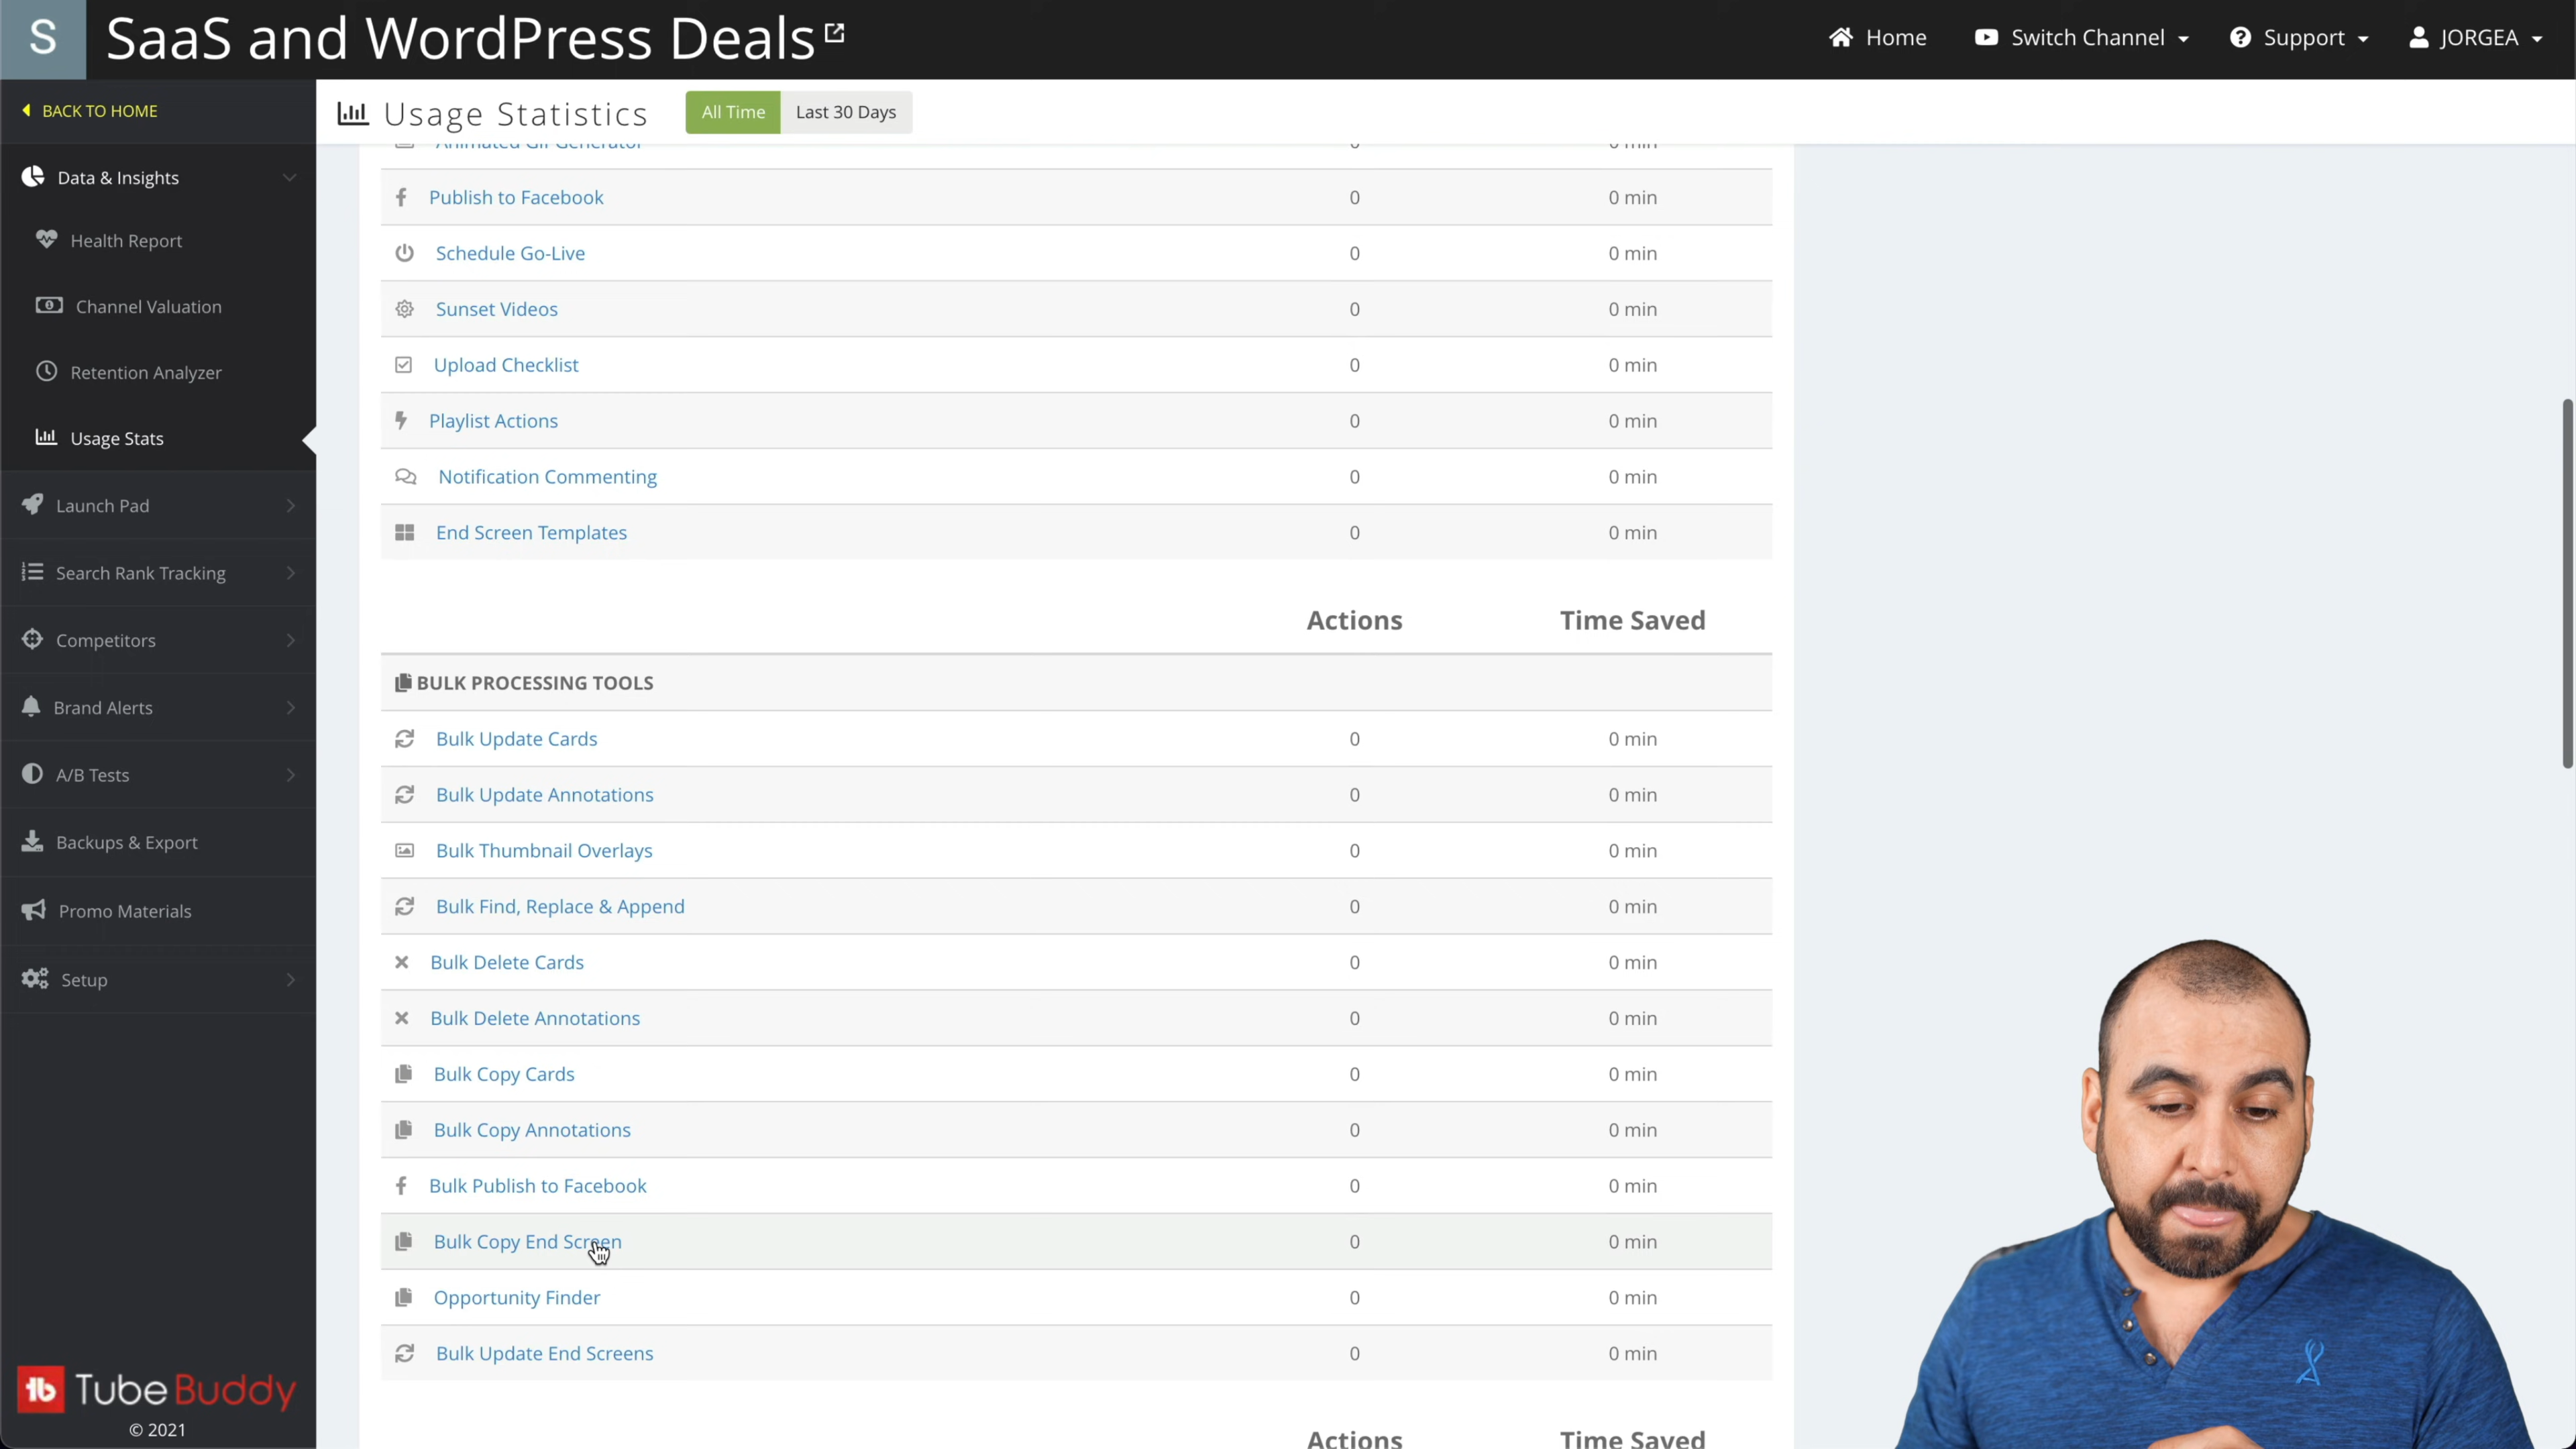 S
SaaS and WordPress Deals
Home
Switch Channel
Support
JORGEA
BACK TO HOME
Data & Insights
Health Report
Channel Valuation
Retention Analyzer
Usage Stats
Launch Pad
Search Rank Tracking
Competitors
Brand Alerts
A/B Tests
Backups & Export
Promo Materials
Setup
TubeBuddy
© 2021
Usage Statistics
All Time
Last 30 Days
Animated Gif Generator 0 0 min
Publish to Facebook 0 0 min
Schedule Go-Live 0 0 min
Sunset Videos 0 0 min
Upload Checklist 0 0 min
Playlist Actions 0 0 min
Notification Commenting 0 0 min
End Screen Templates 0 0 min
Actions Time Saved
BULK PROCESSING TOOLS
Bulk Update Cards 0 0 min
Bulk Update Annotations 0 0 min
Bulk Thumbnail Overlays 0 0 min
Bulk Find, Replace & Append 0 0 min
Bulk Delete Cards 0 0 min
Bulk Delete Annotations 0 0 min
Bulk Copy Cards 0 0 min
Bulk Copy Annotations 0 0 min
Bulk Publish to Facebook 0 0 min
Bulk Copy End Screen 0 0 min
Opportunity Finder 0 0 min
Bulk Update End Screens 0 0 min
Actions Time Saved